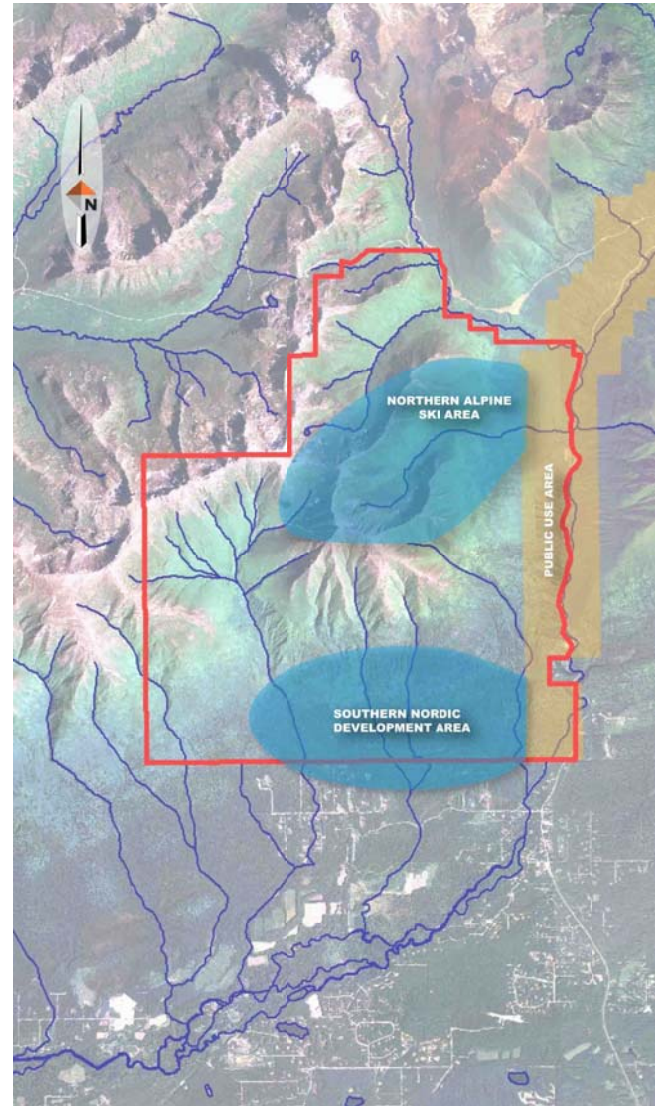 N
NORTHERN ALPINE
SKI AREA
PUBLIC USE AREA
SOUTHERN NORDIC
DEVELOPMENT AREA